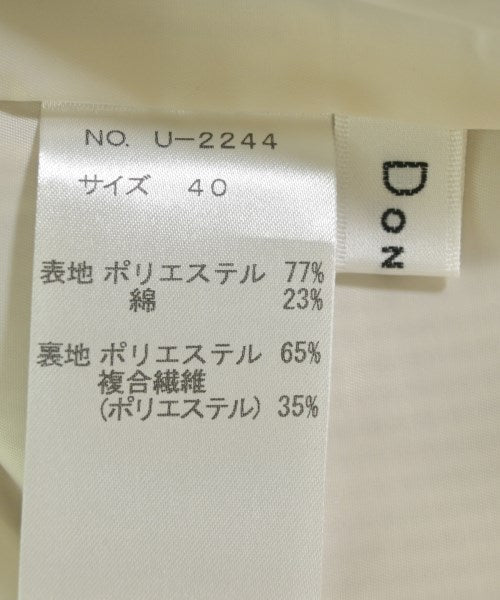 NO. U-2244
サイズ 40
表地 ポリエステル 77%
綿 23%
裏地 ポリエステル 65%
複合繊維
(ポリエステル) 35%
DON